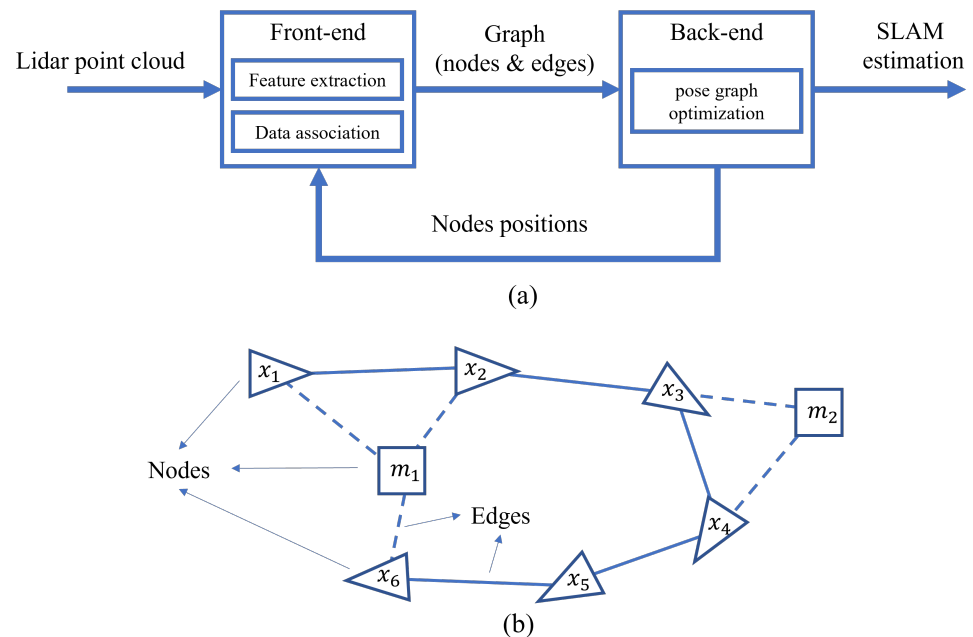 Lidar point cloud
Front-end
Feature extraction
Data association
Graph
(nodes & edges)
Back-end
pose graph
optimization
SLAM
estimation
Nodes positions
(a)
x₁
x₂
x₃
m₂
Nodes
m₁
Edges
x₄
x₆
x₅
(b)